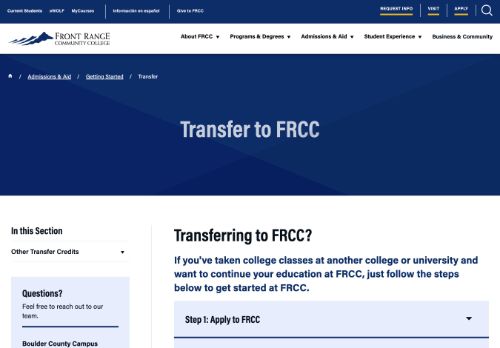 Current Students eWOLF MyCourses Información en español Give to FRCC REQUEST INFO VISIT APPLY
FRONT RANGE
COMMUNITY COLLEGE
About FRCC Programs & Degrees Admissions & Aid Student Experience Business & Community
/ Admissions & Aid / Getting Started / Transfer
Transfer to FRCC
In this Section
Other Transfer Credits
Questions?
Feel free to reach out to our
team.
Boulder County Campus
Transferring to FRCC?
If you've taken college classes at another college or university and
want to continue your education at FRCC, just follow the steps
below to get started at FRCC.
Step 1: Apply to FRCC